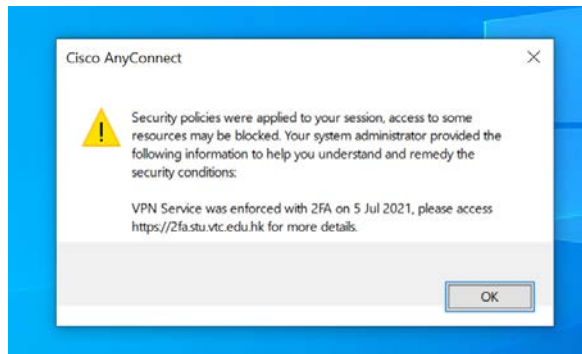 Cisco AnyConnect
Security policies were applied to your session, access to some
resources may be blocked. Your system administrator provided the
following information to help you understand and remedy the
security conditions:
VPN Service was enforced with 2FA on 5 Jul 2021, please access
https://2fa.stu.vtc.edu.hk for more details.
OK